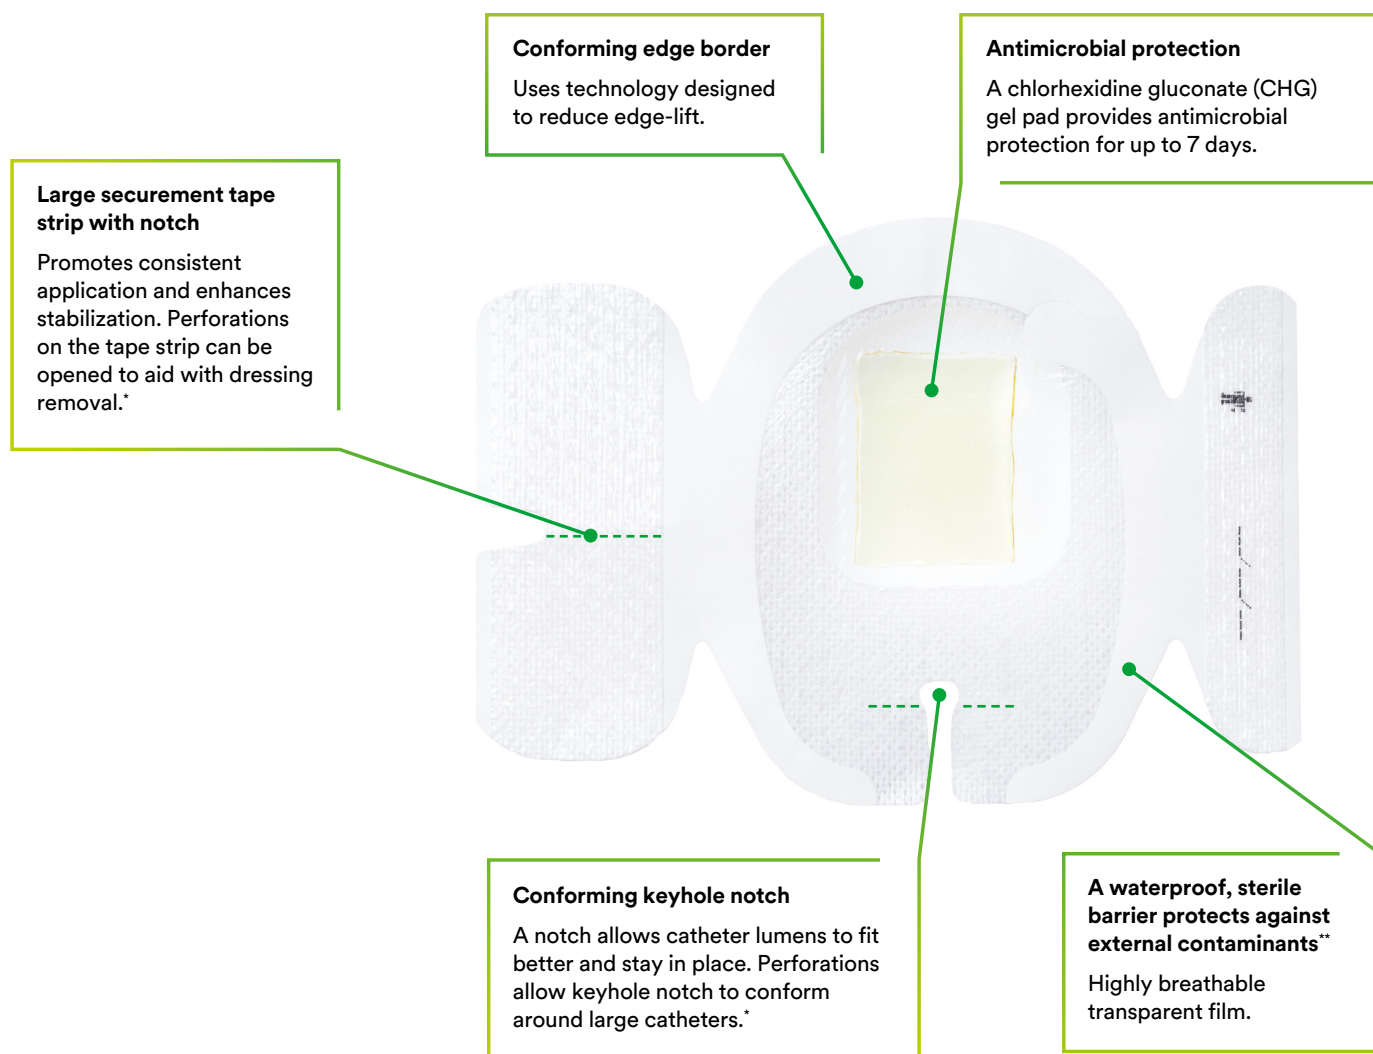 Conforming edge border
Uses technology designed
to reduce edge-lift.
Antimicrobial protection
A chlorhexidine gluconate (CHG)
gel pad provides antimicrobial
protection for up to 7 days.
Large securement tape
strip with notch
Promotes consistent
application and enhances
stabilization. Perforations
on the tape strip can be
opened to aid with dressing
removal.*
Conforming keyhole notch
A notch allows catheter lumens to fit
better and stay in place. Perforations
allow keyhole notch to conform
around large catheters.*
A waterproof, sterile
barrier protects against
external contaminants**
Highly breathable
transparent film.